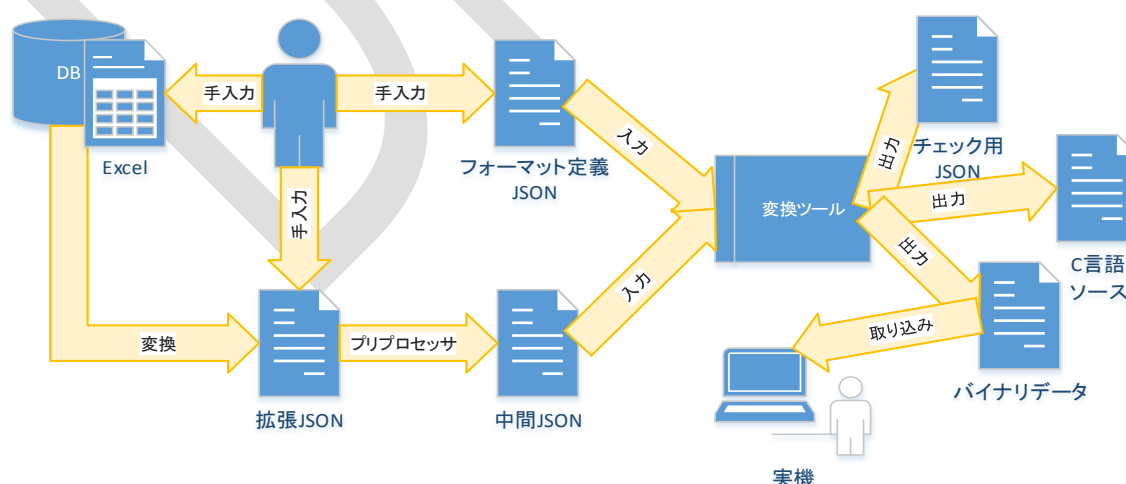 DB
Excel
手入力
手入力
手入力
フォーマット定義
JSON
入力
変換ツール
出力
チェック用
JSON
出力
C言語
ソース
出力
バイナリデータ
取り込み
実機
変換
拡張JSON
プリプロセッサ
中間JSON
入力